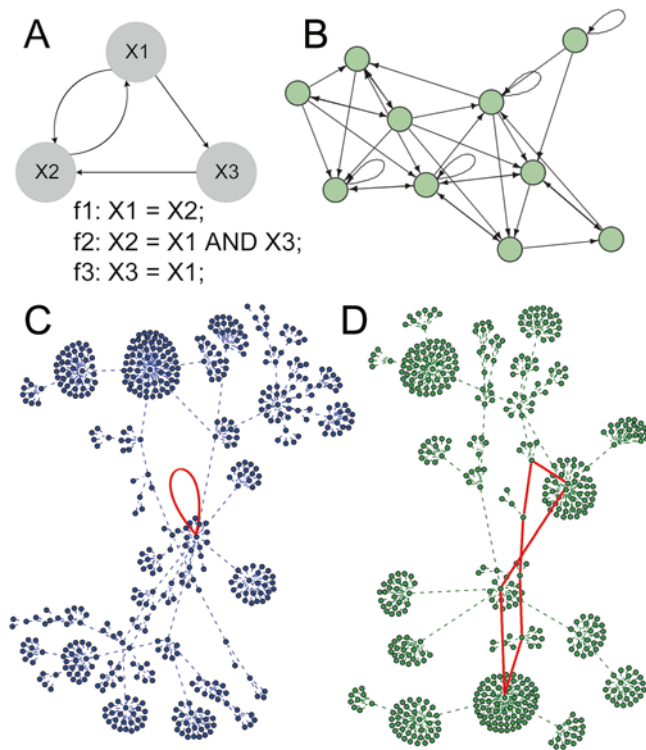 A
B
X1
X2
X3
f1: X1 = X2;
f2: X2 = X1 AND X3;
f3: X3 = X1;
C
D